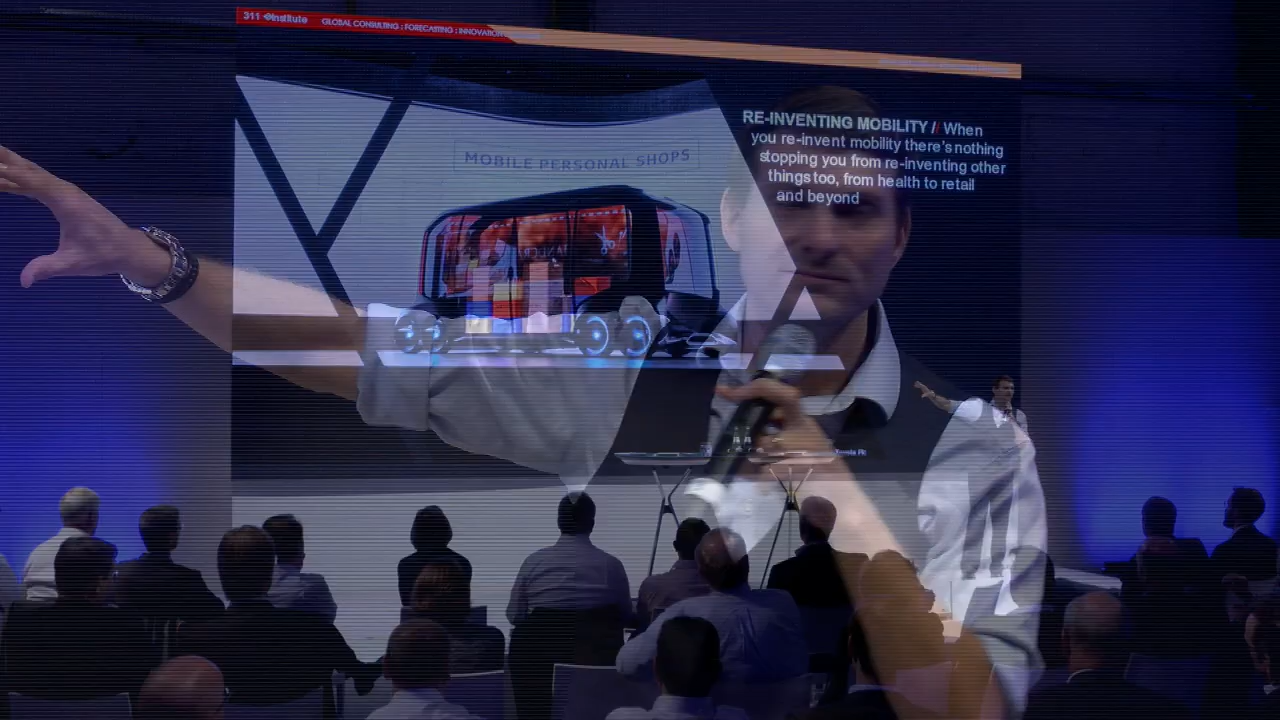 311 Institute
GLOBAL CONSULTING : FORECASTING : INNOVATION
MOBILE PERSONAL SHOPS
RE-INVENTING MOBILITY // When
you re-invent mobility there's nothing
stopping you from re-inventing other
things too, from health to retail
and beyond